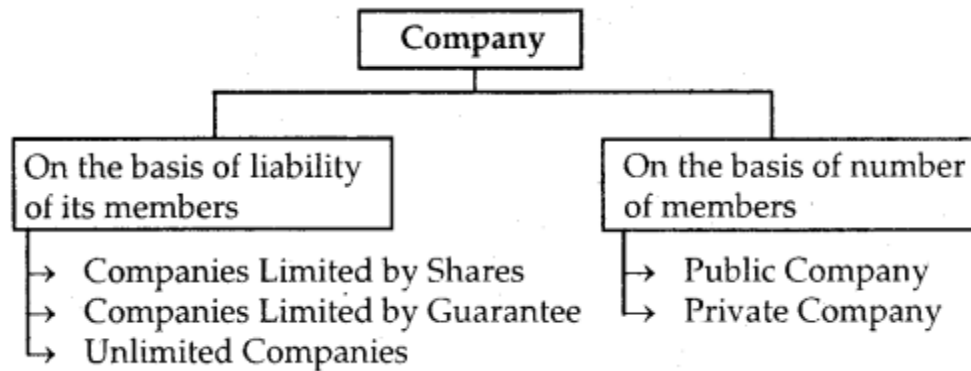 Company
On the basis of liability
of its members
→ Companies Limited by Shares
→ Companies Limited by Guarantee
→ Unlimited Companies
On the basis of number
of members
→ Public Company
→ Private Company